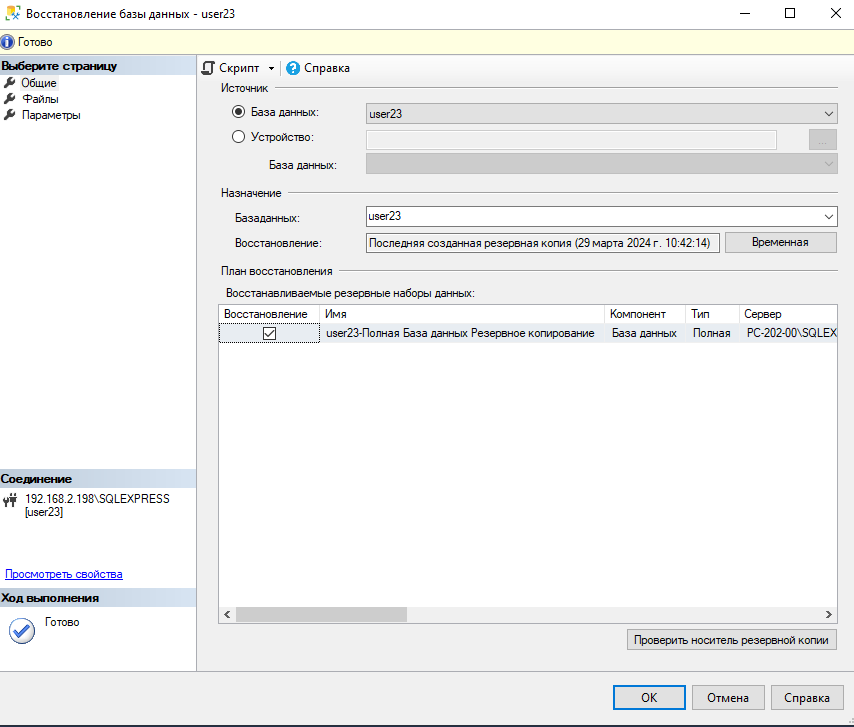 Восстановление базы данных - user23
Готово
Выберите страницу
Общие
Файлы
Параметры
Скрипт
Справка
Источник
База данных:
user23
Устройство:
...
База данных:
Назначение
Базаданных:
user23
Восстановление:
Последняя созданная резервная копия (29 марта 2024 г. 10:42:14)
Временная
План восстановления
Восстанавливаемые резервные наборы данных:
Восстановление Имя Компонент Тип Сервер
user23-Полная База данных Резервное копирование База данных Полная PC-202-00\SQLEX
Соединение
192.168.2.198\SQLEXPRESS
[user23]
Просмотреть свойства
Ход выполнения
Готово
Проверить носитель резервной копии
ОК
Отмена
Справка